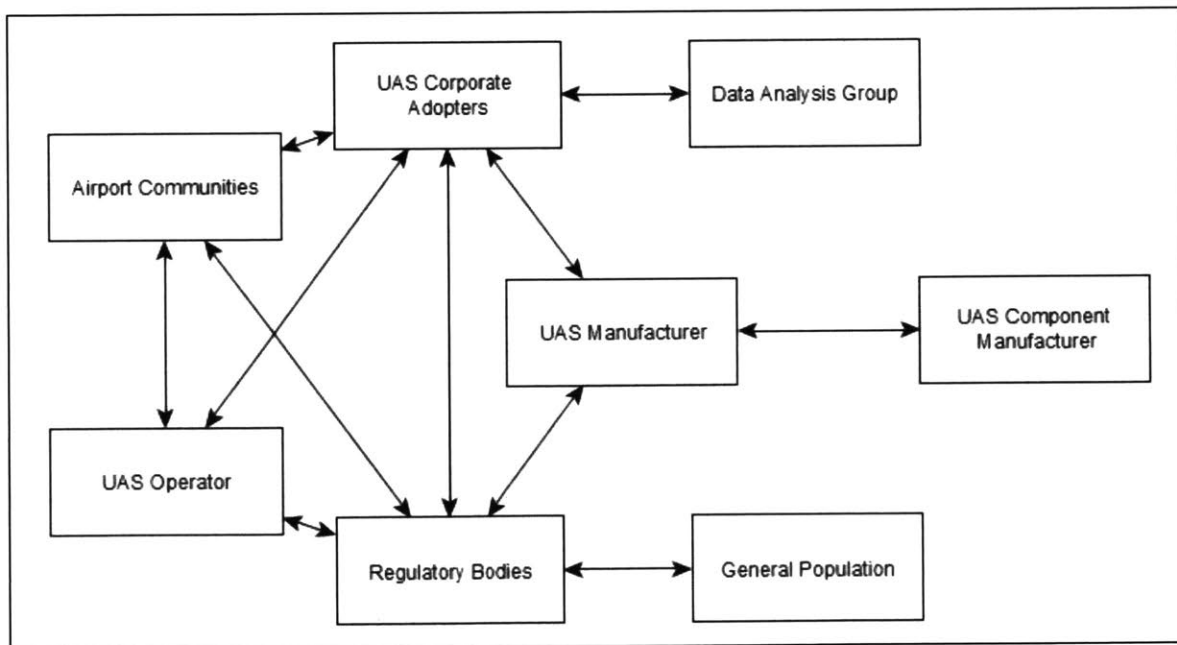 UAS Corporate
Adopters
Data Analysis Group
Airport Communities
UAS Manufacturer
UAS Component
Manufacturer
UAS Operator
Regulatory Bodies
General Population